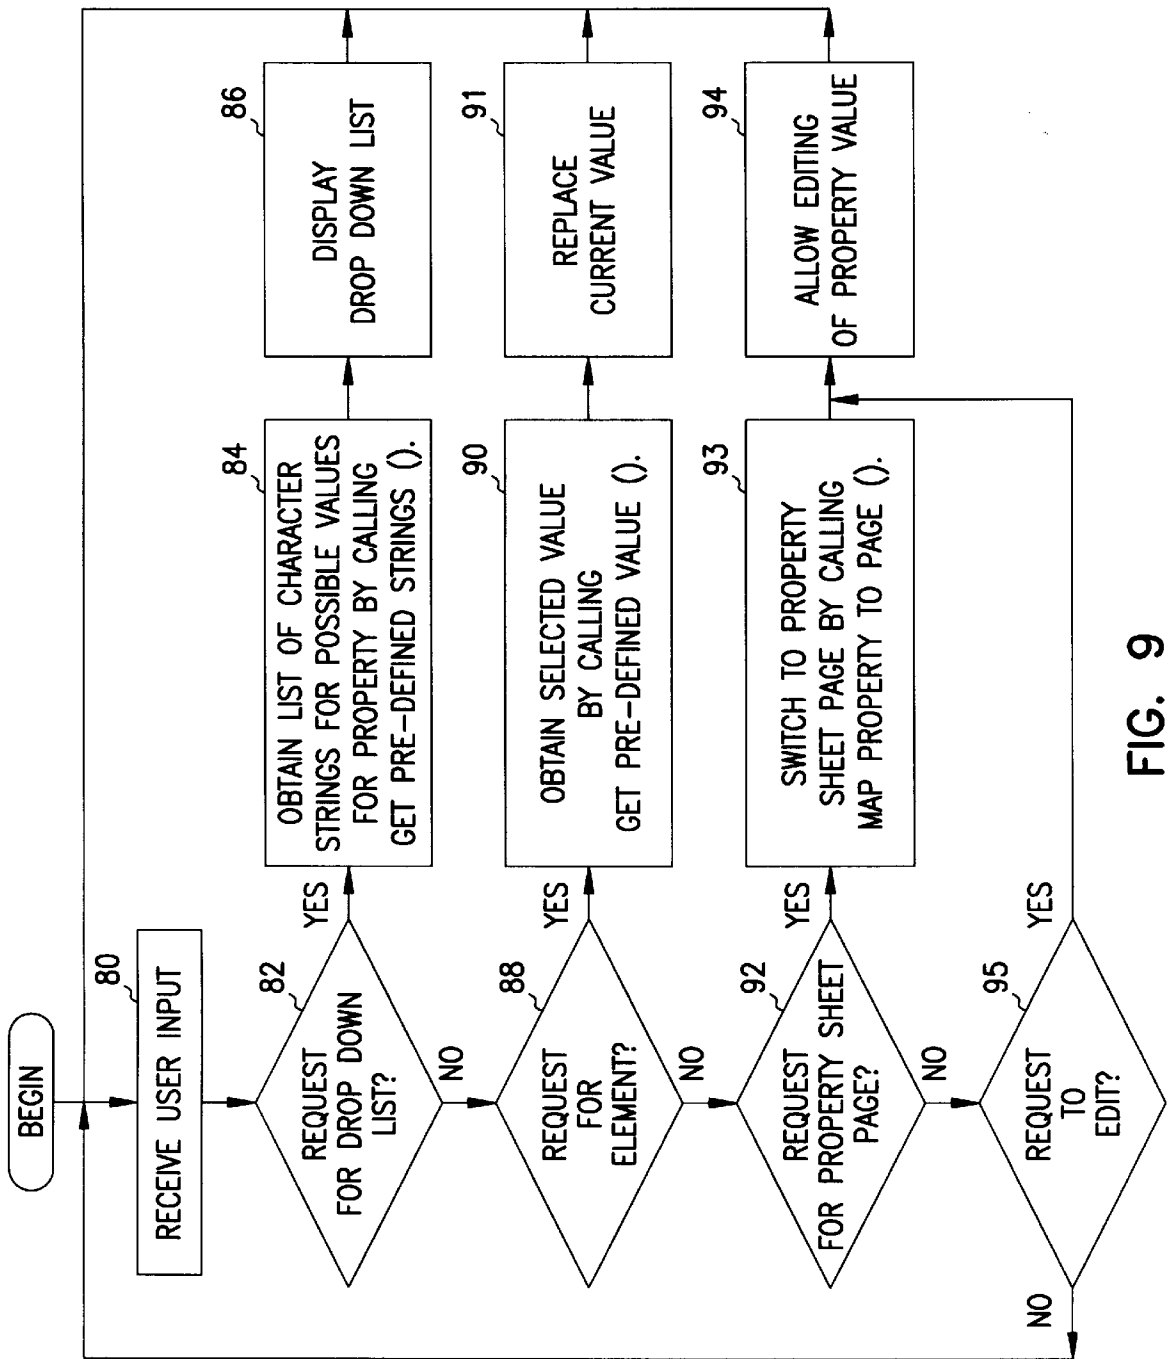 BEGIN
80
RECEIVE USER INPUT
82
REQUEST
FOR DROP DOWN
LIST?
YES
NO
84
OBTAIN LIST OF CHARACTER
STRINGS FOR POSSIBLE VALUES
FOR PROPERTY BY CALLING
GET PRE-DEFINED STRINGS ().
86
DISPLAY
DROP DOWN LIST
88
REQUEST
FOR
ELEMENT?
YES
NO
90
OBTAIN SELECTED VALUE
BY CALLING
GET PRE-DEFINED VALUE ().
91
REPLACE
CURRENT VALUE
92
REQUEST
FOR PROPERTY SHEET
PAGE?
YES
NO
93
SWITCH TO PROPERTY
SHEET PAGE BY CALLING
MAP PROPERTY TO PAGE ().
94
ALLOW EDITING
OF PROPERTY VALUE
95
REQUEST
TO
EDIT?
YES
NO
FIG. 9